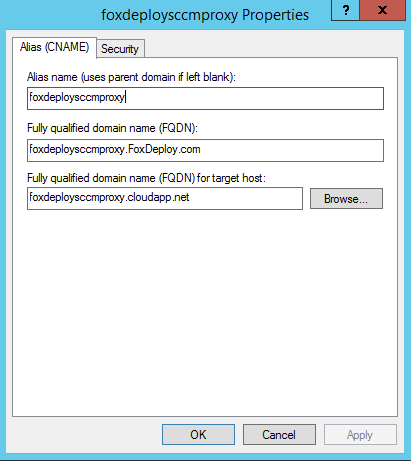 foxdeploysccmproxy Properties
?
x
Alias (CNAME)
Security
Alias name (uses parent domain if left blank):
foxdeploysccmproxy
Fully qualified domain name (FQDN):
foxdeploysccmproxy.FoxDeploy.com
Fully qualified domain name (FQDN) for target host:
foxdeploysccmproxy.cloudapp.net
Browse...
OK
Cancel
Apply